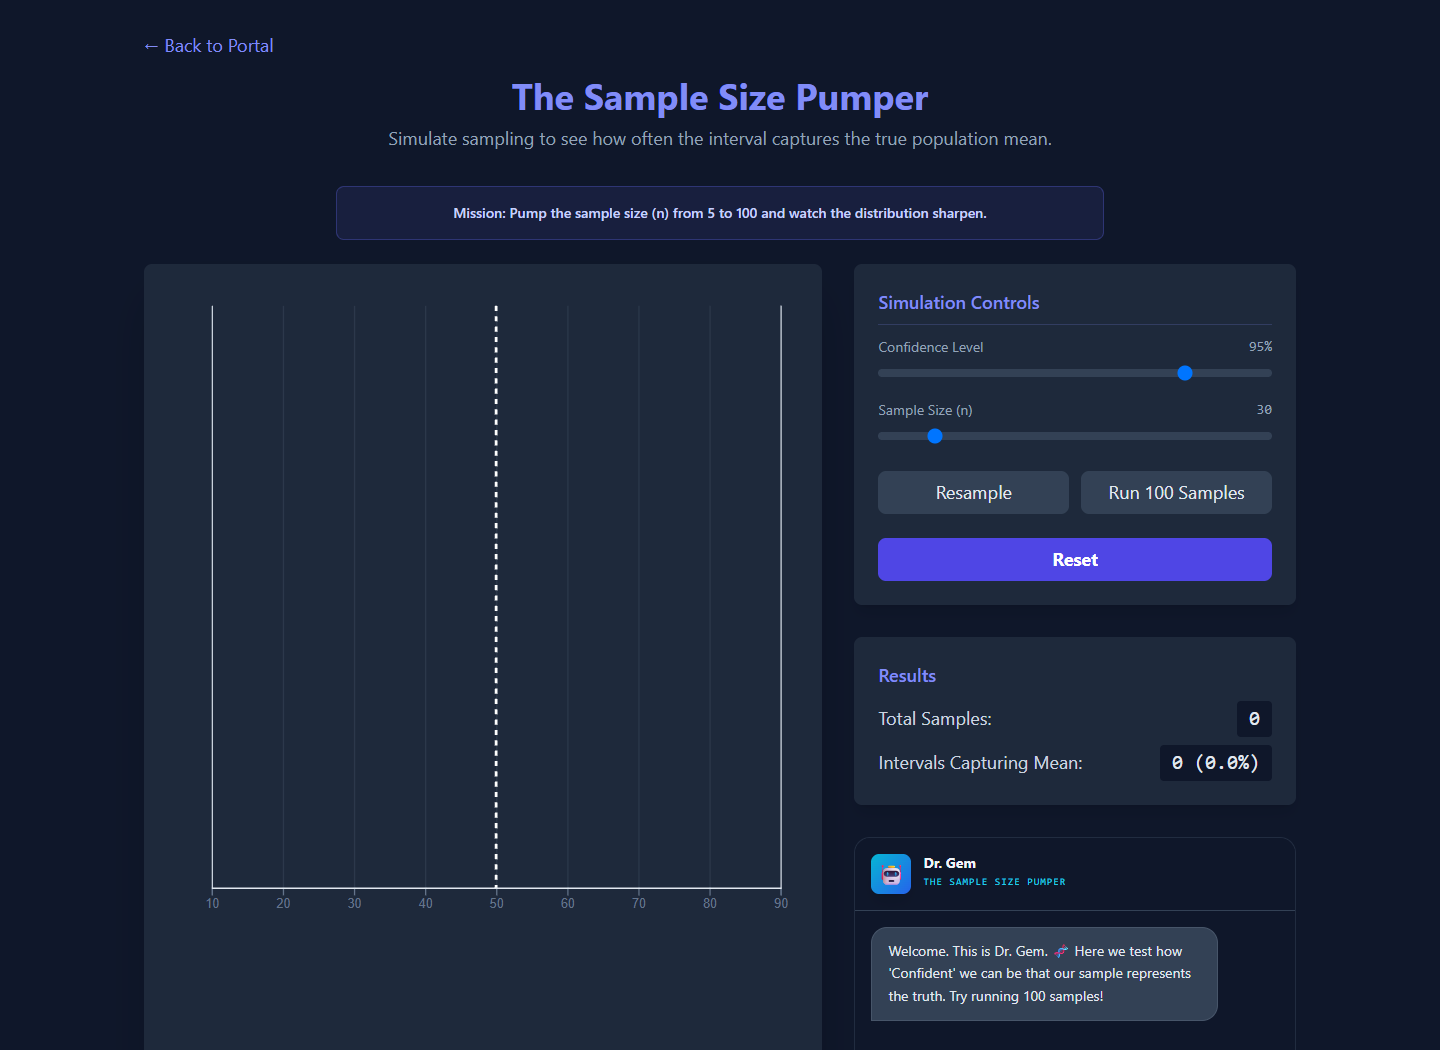 ← Back to Portal
The Sample Size Pumper
Simulate sampling to see how often the interval captures the true population mean.
Mission: Pump the sample size (n) from 5 to 100 and watch the distribution sharpen.
10 20 30 40 50 60 70 80 90
Simulation Controls
Confidence Level 95%
Sample Size (n) 30
Resample Run 100 Samples
Reset
Results
Total Samples: 0
Intervals Capturing Mean: 0 (0.0%)
Dr. Gem
THE SAMPLE SIZE PUMPER
Welcome. This is Dr. Gem. 🧬 Here we test how
'Confident' we can be that our sample represents
the truth. Try running 100 samples!